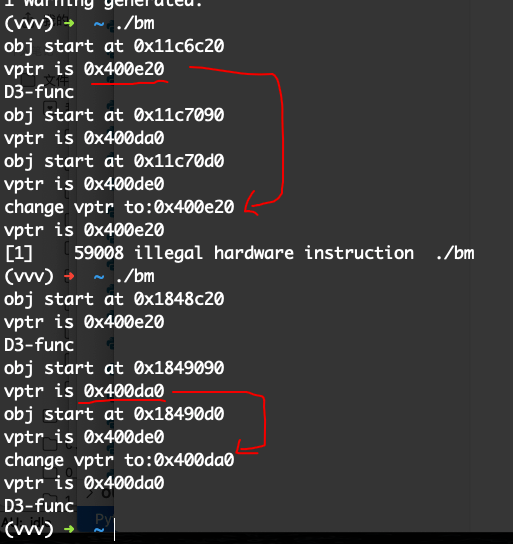 1 warning generated.
(vvv) ➜ ~ ./bm
obj start at 0x11c6c20
vptr is 0x400e20
D3-func
obj start at 0x11c7090
vptr is 0x400da0
obj start at 0x11c70d0
vptr is 0x400de0
change vptr to:0x400e20
vptr is 0x400e20
[1] 59008 illegal hardware instruction ./bm
(vvv) ➜ ~ ./bm
obj start at 0x1848c20
vptr is 0x400e20
D3-func
obj start at 0x1849090
vptr is 0x400da0
obj start at 0x18490d0
vptr is 0x400de0
change vptr to:0x400da0
vptr is 0x400da0
D3-func
(vvv) ➜ ~